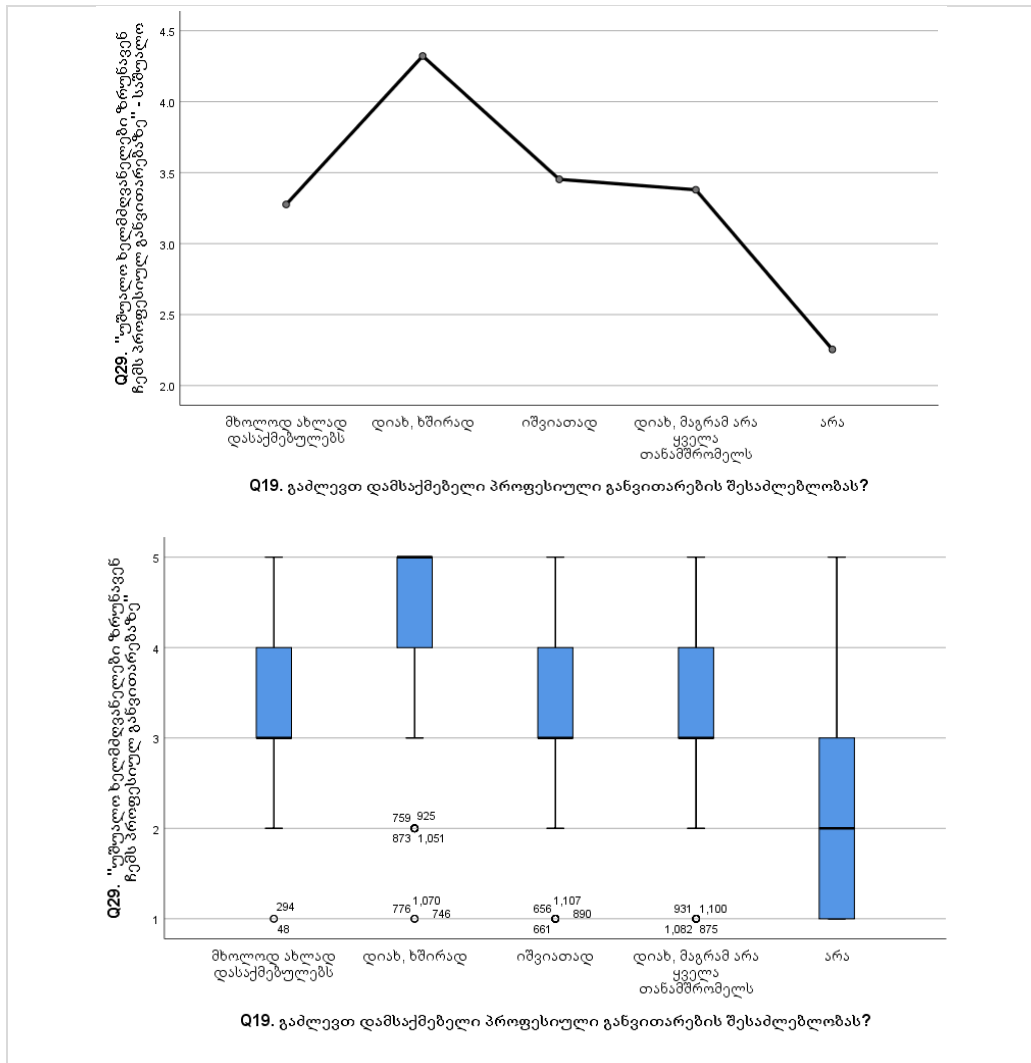 Q29. "უშუალო ხელმძღვანელები ზრუნავენ
ჩემს პროფესიულ განვითარებაზე" - საშუალო
4.5
4.0
3.5
3.0
2.5
2.0
მხოლოდ ახლად
დასაქმებულებს
დიახ, ხშირად
იშვიათად
დიახ, მაგრამ არა
ყველა
თანამშრომელს
არა
Q19. გაძლევთ დამსაქმებელი პროფესიული განვითარების შესაძლებლობას?
Q29. "უშუალო ხელმძღვანელები ზრუნავენ
ჩემს პროფესიულ განვითარებაზე"
5
4
3
2
1
294
48
759 925
873 1,051
1,070
776 746
656 1,107
890
661
931 1,100
1,082 875
მხოლოდ ახლად
დასაქმებულებს
დიახ, ხშირად
იშვიათად
დიახ, მაგრამ არა
ყველა
თანამშრომელს
არა
Q19. გაძლევთ დამსაქმებელი პროფესიული განვითარების შესაძლებლობას?